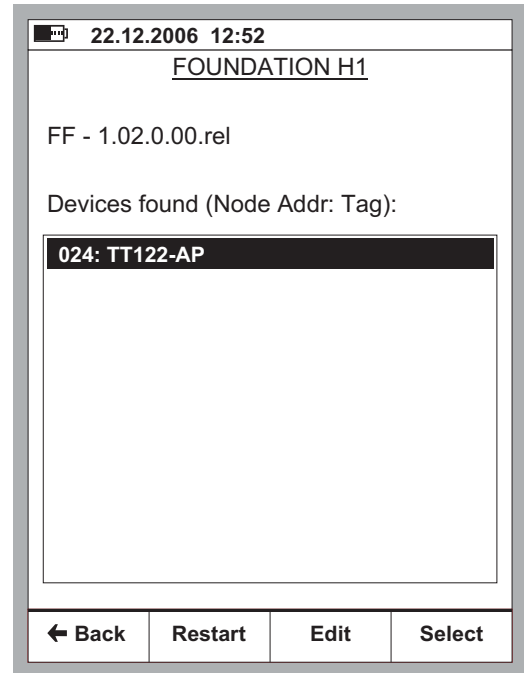 22.12.2006 12:52
FOUNDATION H1
FF - 1.02.0.00.rel
Devices found (Node Addr: Tag):
024: TT122-AP
← Back Restart Edit Select